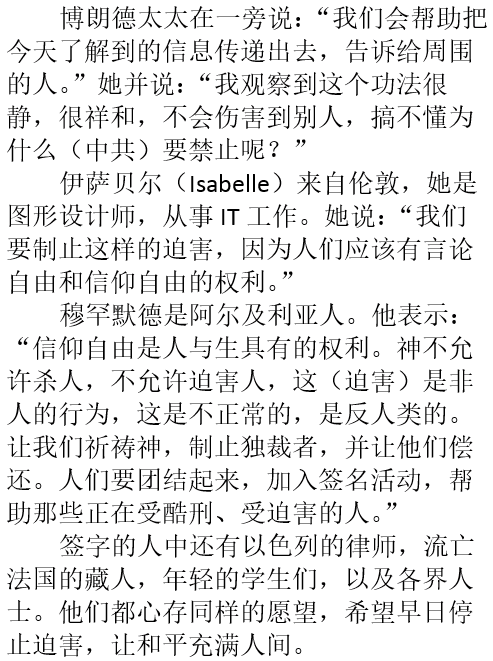 博朗德太太在一旁说：“我们会帮助把
今天了解到的信息传递出去，告诉给周围
的人。”她并说：“我观察到这个功法很
静，很祥和，不会伤害到别人，搞不懂为
什么（中共）要禁止呢？”
伊萨贝尔（Isabelle）来自伦敦，她是
图形设计师，从事 IT 工作。她说：“我们
要制止这样的迫害，因为人们应该有言论
自由和信仰自由的权利。”
穆罕默德是阿尔及利亚人。他表示：
“信仰自由是人与生具有的权利。神不允
许杀人，不允许迫害人，这（迫害）是非
人的行为，这是不正常的，是反人类的。
让我们祈祷神，制止独裁者，并让他们偿
还。人们要团结起来，加入签名活动，帮
助那些正在受酷刑、受迫害的人。”
签字的人中还有以色列的律师，流亡
法国的藏人，年轻的学生们，以及各界人
士。他们都心存同样的愿望，希望早日停
止迫害，让和平充满人间。